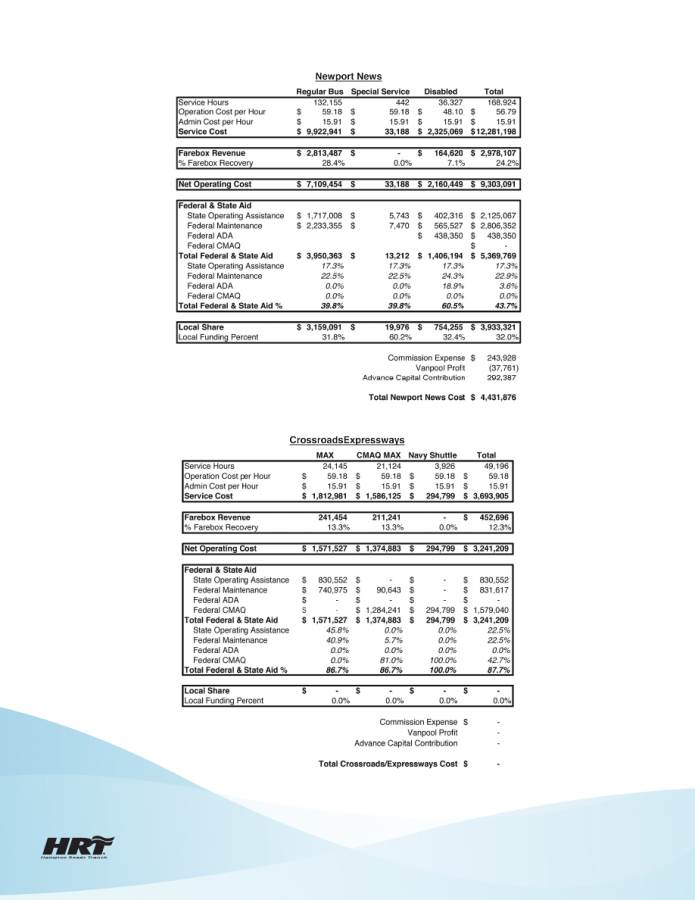 Newport News
Regular Bus Special Service Disabled Total
Service Hours 132,155 442 36,327 168,924
Operation Cost per Hour $ 59.18 $ 59.18 $ 48.10 $ 56.79
Admin Cost per Hour $ 15.91 $ 15.91 $ 15.91 $ 15.91
Service Cost $ 9,922,941 $ 33,188 $ 2,325,069 $12,281,198
Farebox Revenue $ 2,813,487 $ - $ 164,620 $ 2,978,107
% Farebox Recovery 28.4% 0.0% 7.1% 24.2%
Net Operating Cost $ 7,109,454 $ 33,188 $ 2,160,449 $ 9,303,091
Federal & State Aid
State Operating Assistance $ 1,717,008 $ 5,743 $ 402,316 $ 2,125,067
Federal Maintenance $ 2,233,355 $ 7,470 $ 565,527 $ 2,806,352
Federal ADA $ 438,350 $ 438,350
Federal CMAQ $ -
Total Federal & State Aid $ 3,950,363 $ 13,212 $ 1,406,194 $ 5,369,769
State Operating Assistance 17.3% 17.3% 17.3% 17.3%
Federal Maintenance 22.5% 22.5% 24.3% 22.9%
Federal ADA 0.0% 0.0% 18.9% 3.6%
Federal CMAQ 0.0% 0.0% 0.0% 0.0%
Total Federal & State Aid % 39.8% 39.8% 60.5% 43.7%
Local Share $ 3,159,091 $ 19,976 $ 754,255 $ 3,933,321
Local Funding Percent 31.8% 60.2% 32.4% 32.0%
Commission Expense $ 243,928
Vanpool Profit (37,761)
Advance Capital Contribution 292,387
Total Newport News Cost $ 4,431,876
CrossroadsExpressways
MAX CMAQ MAX Navy Shuttle Total
Service Hours 24,145 21,124 3,926 49,196
Operation Cost per Hour $ 59.18 $ 59.18 $ 59.18 $ 59.18
Admin Cost per Hour $ 15.91 $ 15.91 $ 15.91 $ 15.91
Service Cost $ 1,812,981 $ 1,586,125 $ 294,799 $ 3,693,905
Farebox Revenue 241,454 211,241 - $ 452,696
% Farebox Recovery 13.3% 13.3% 0.0% 12.3%
Net Operating Cost $ 1,571,527 $ 1,374,883 $ 294,799 $ 3,241,209
Federal & State Aid
State Operating Assistance $ 830,552 $ - $ - $ 830,552
Federal Maintenance $ 740,975 $ 90,643 $ - $ 831,617
Federal ADA $ - $ - $ - $ -
Federal CMAQ $ - $ 1,284,241 $ 294,799 $ 1,579,040
Total Federal & State Aid $ 1,571,527 $ 1,374,883 $ 294,799 $ 3,241,209
State Operating Assistance 45.8% 0.0% 0.0% 22.5%
Federal Maintenance 40.9% 5.7% 0.0% 22.5%
Federal ADA 0.0% 0.0% 0.0% 0.0%
Federal CMAQ 0.0% 81.0% 100.0% 42.7%
Total Federal & State Aid % 86.7% 86.7% 100.0% 87.7%
Local Share $ - $ - $ - $ -
Local Funding Percent 0.0% 0.0% 0.0% 0.0%
Commission Expense $ -
Vanpool Profit -
Advance Capital Contribution -
Total Crossroads/Expressways Cost $ -
HRT
Hampton Roads Transit